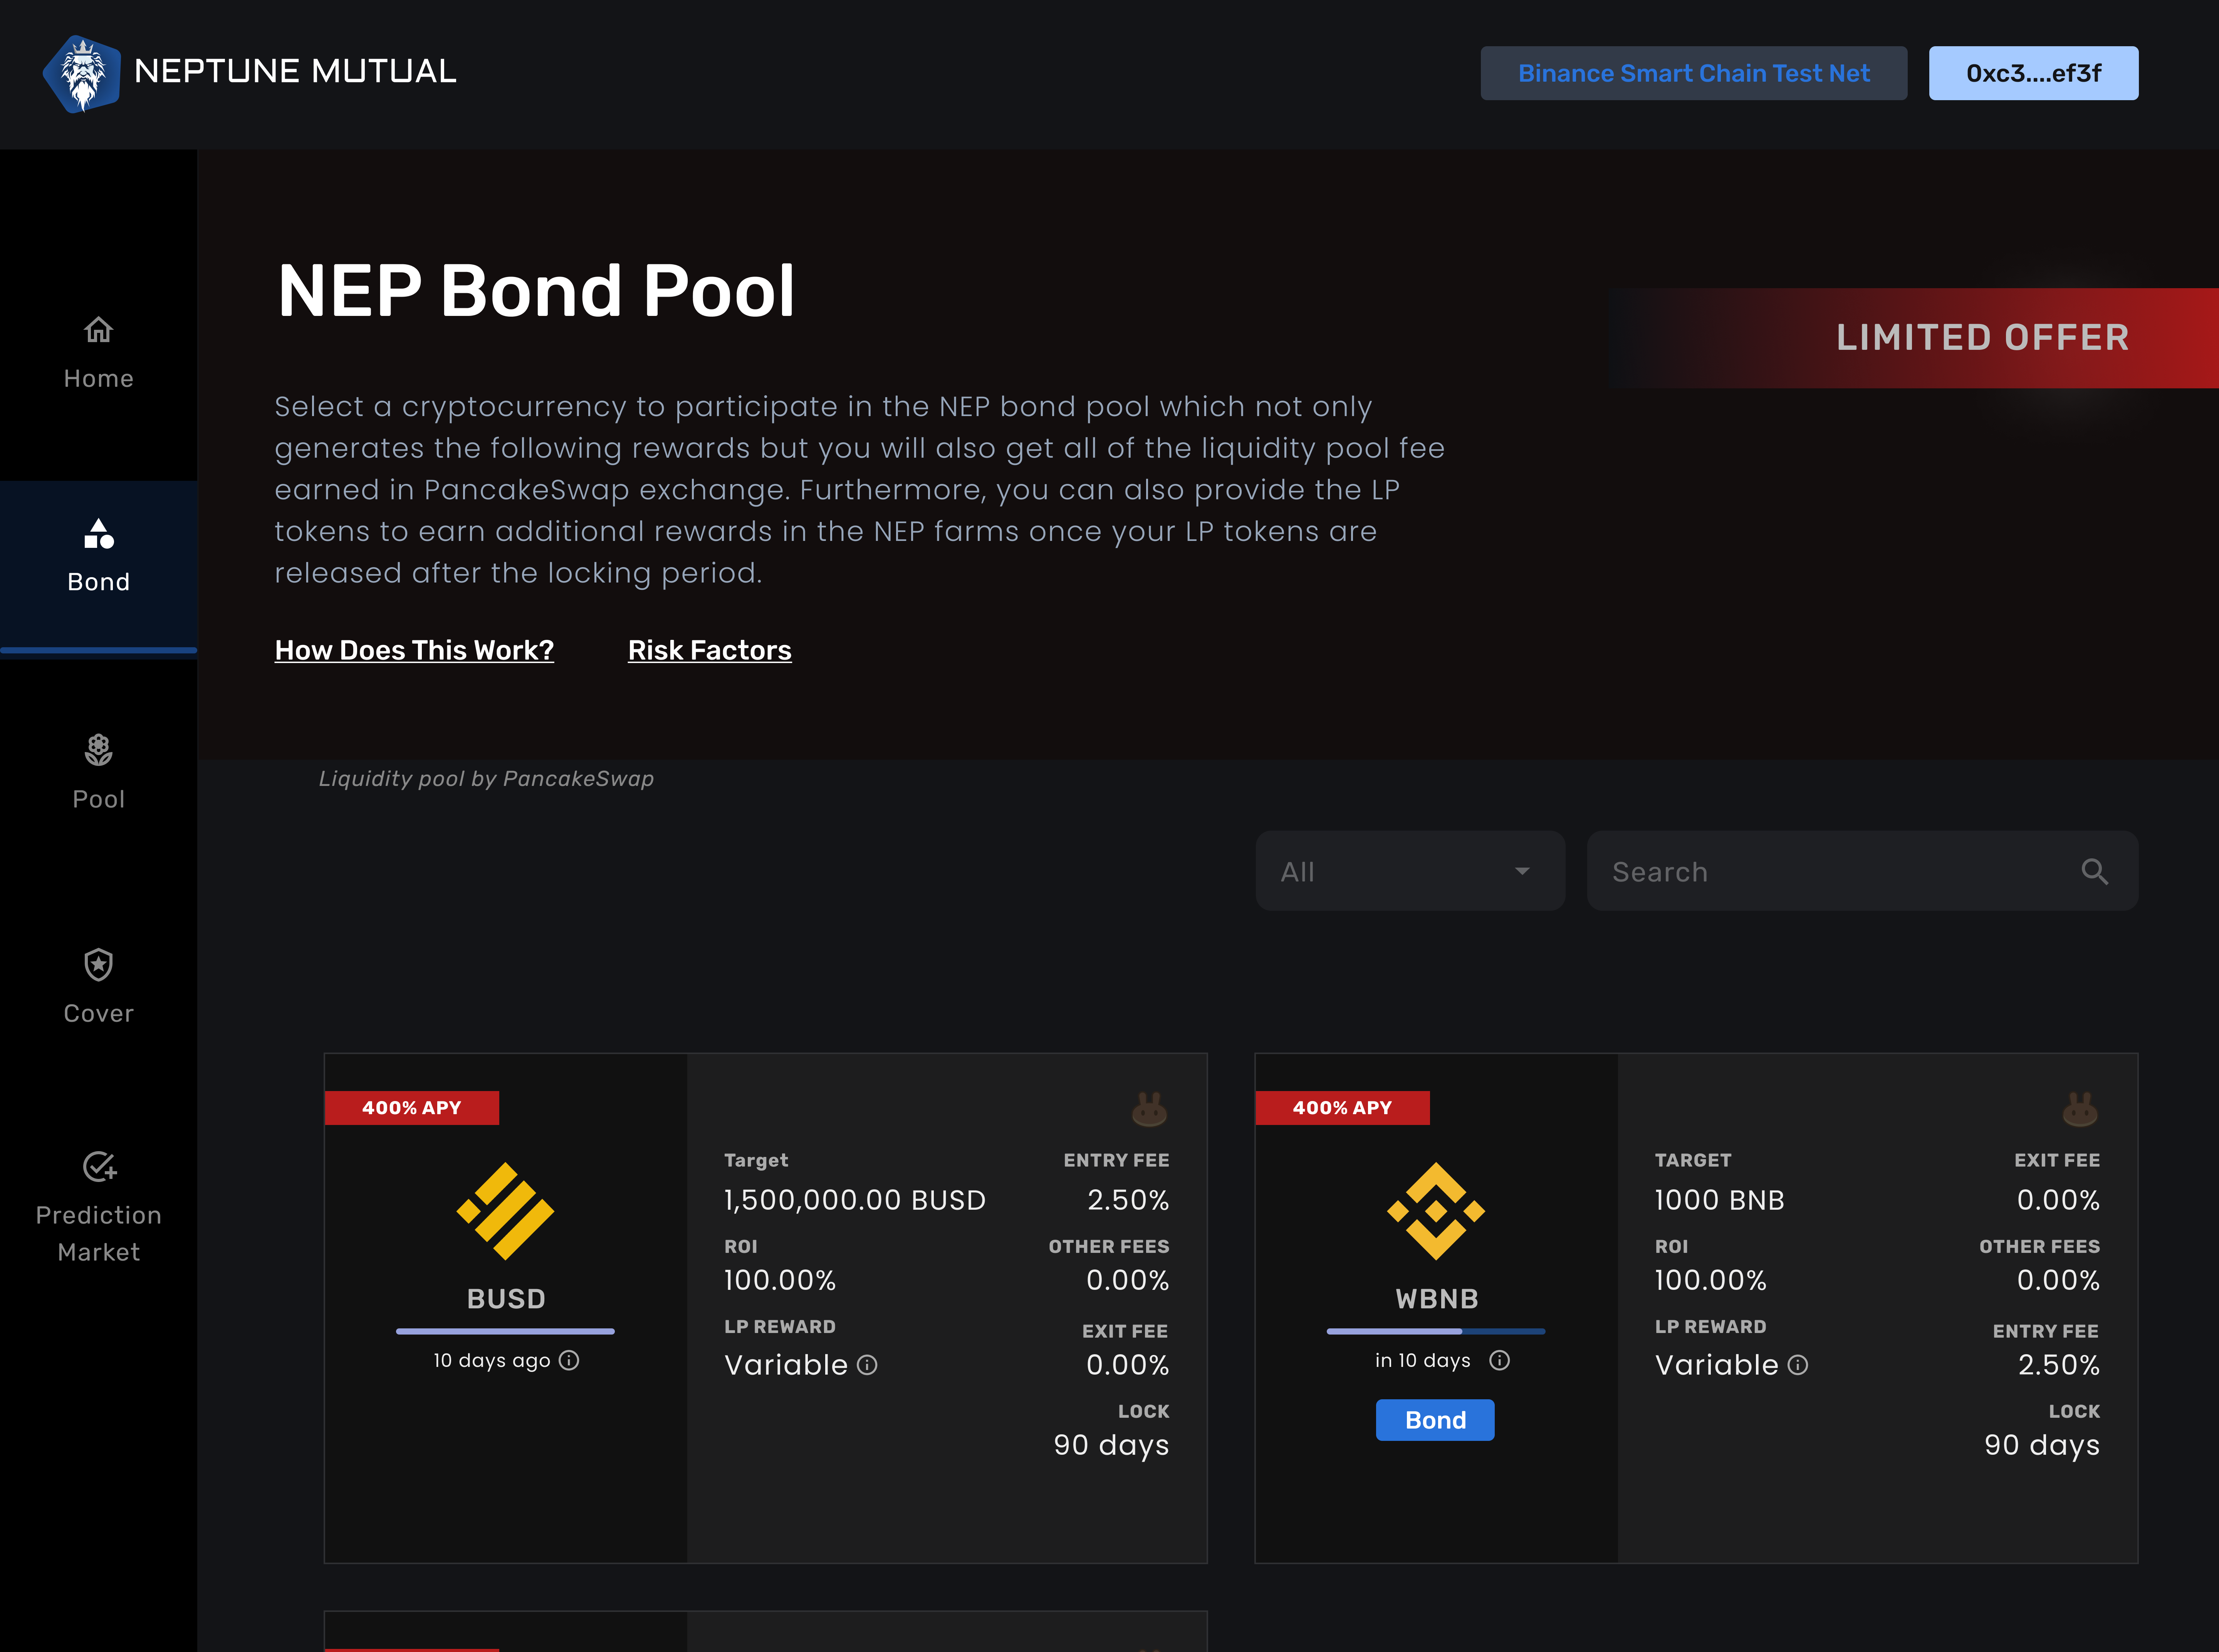 NEPTUNE MUTUAL
Binance Smart Chain Test Net
0xc3....ef3f
Home
Bond
Pool
Cover
Prediction
Market
NEP Bond Pool
LIMITED OFFER
Select a cryptocurrency to participate in the NEP bond pool which not only
generates the following rewards but you will also get all of the liquidity pool fee
earned in PancakeSwap exchange. Furthermore, you can also provide the LP
tokens to earn additional rewards in the NEP farms once your LP tokens are
released after the locking period.
How Does This Work?
Risk Factors
Liquidity pool by PancakeSwap
All
Search
400% APY
BUSD
10 days ago
Target
1,500,000.00 BUSD
ROI
100.00%
LP REWARD
Variable
ENTRY FEE
2.50%
OTHER FEES
0.00%
EXIT FEE
0.00%
LOCK
90 days
400% APY
WBNB
in 10 days
Bond
TARGET
1000 BNB
ROI
100.00%
LP REWARD
Variable
EXIT FEE
0.00%
OTHER FEES
0.00%
ENTRY FEE
2.50%
LOCK
90 days